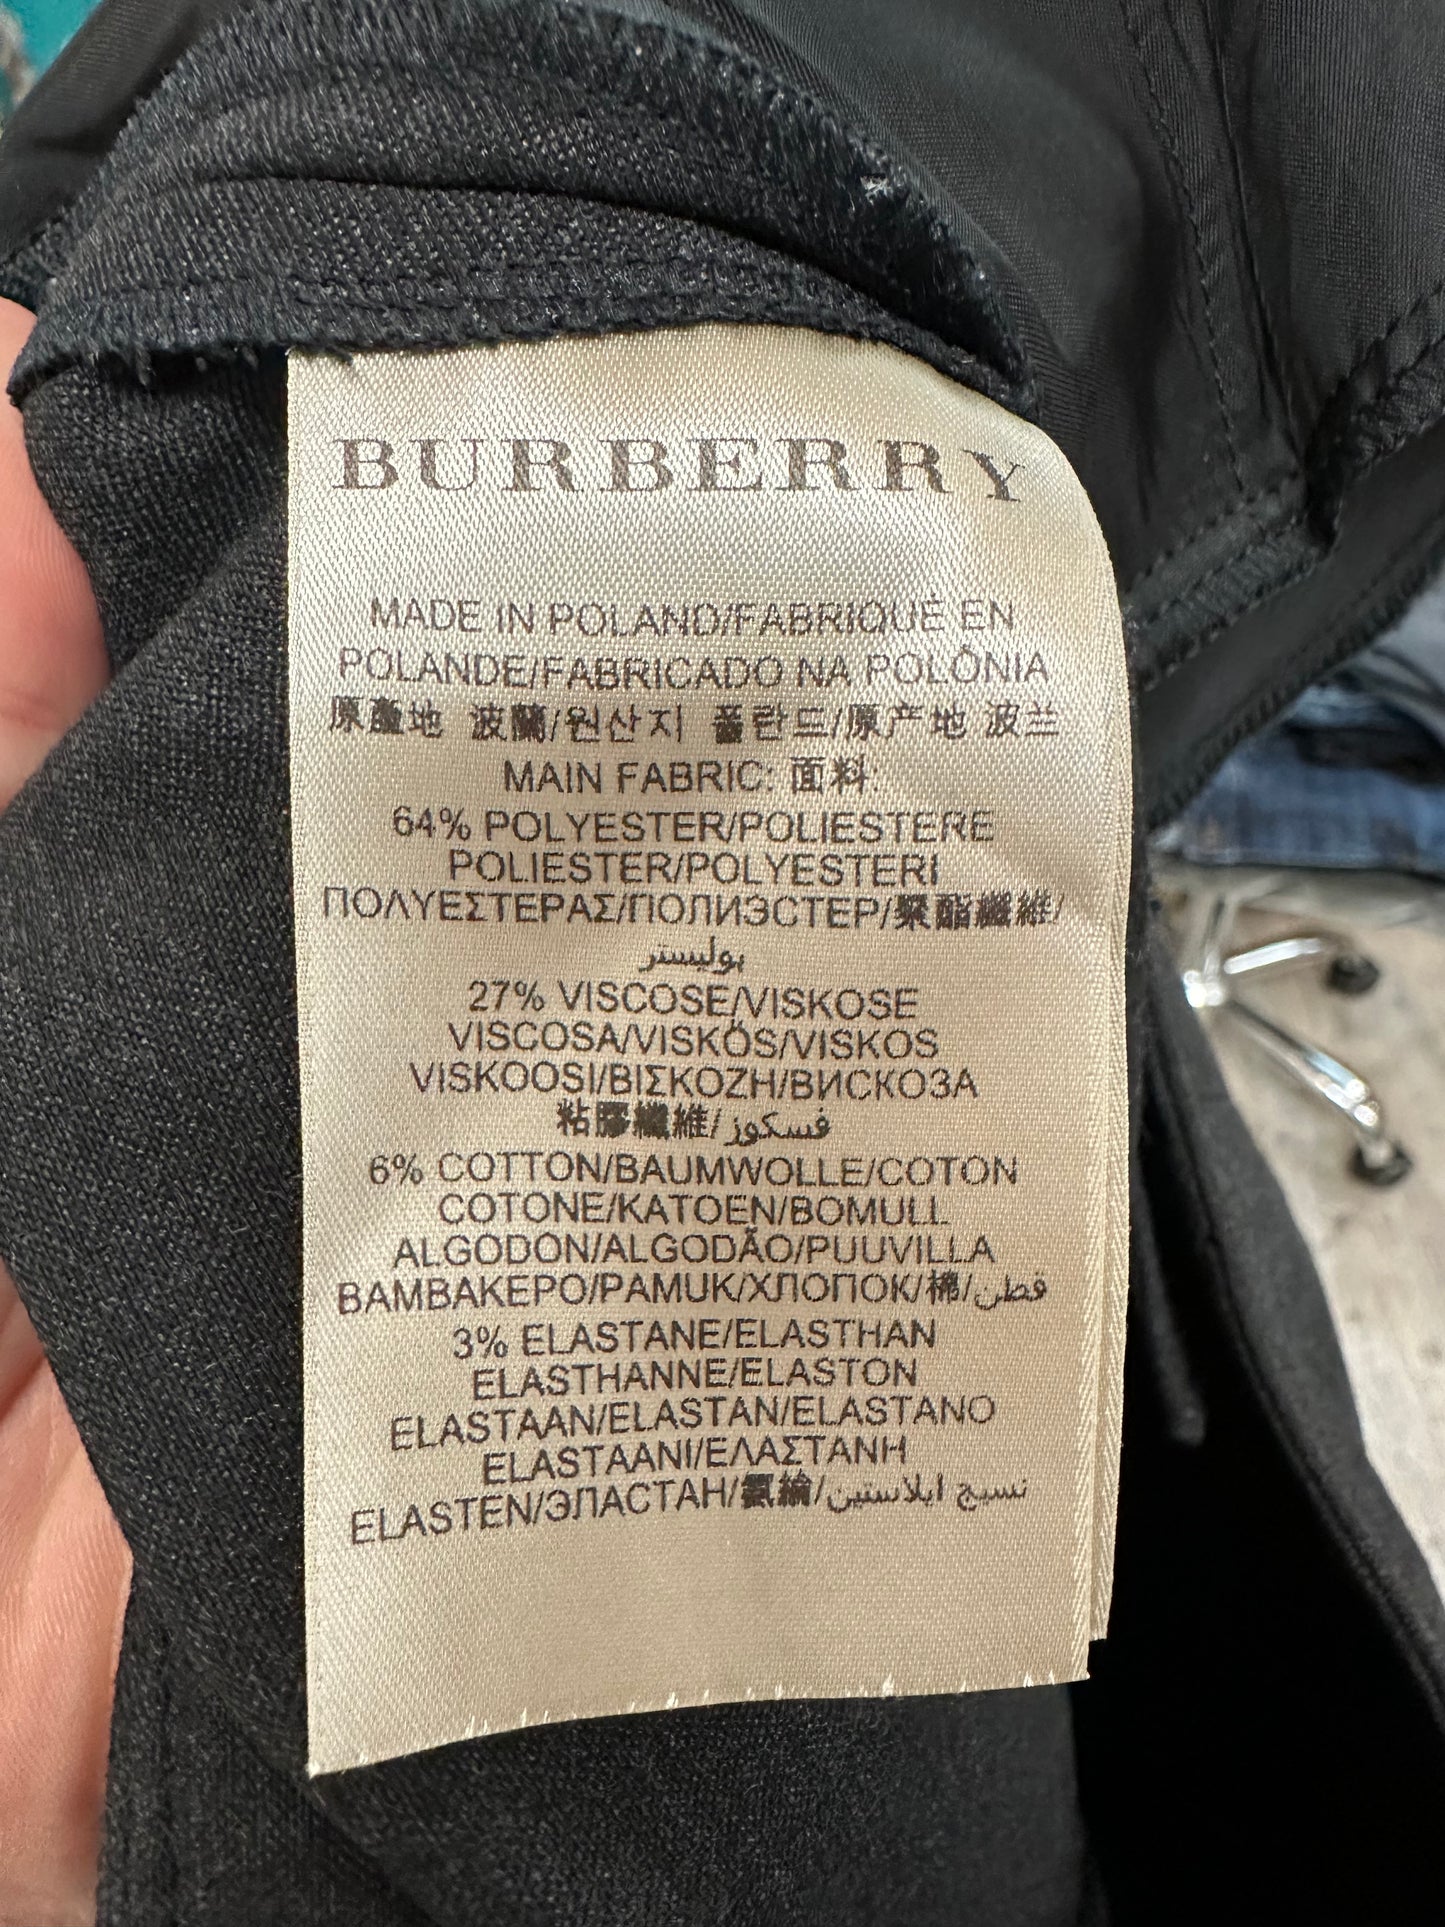 BURBERRY
MADE IN POLAND/FABRIQUÉ EN
POLANDE/FABRICADO NA POLÔNIA
原產地 波蘭/원산지 폴란드/原产地 波兰
MAIN FABRIC: 面料:
64% POLYESTER/POLIESTERE
POLIESTER/POLYESTERI
ΠΟΛΥΕΣΤΕΡΑΣ/ПОЛИЭСТЕР/聚酯纖維/
بوليستر
27% VISCOSE/VISKOSE
VISCOSA/VISKÖS/VISKOS
VISKOOSI/ΒΙΣΚΟΖΗ/ВИСКОЗА
粘膠纖維/فسكوز
6% COTTON/BAUMWOLLE/COTON
COTONE/KATOEN/BOMULL
ALGODON/ALGODÃO/PUUVILLA
ΒΑΜΒΑΚΕΡΟ/PAMUK/ХЛОПОК/棉/قطن
3% ELASTANE/ELASTHAN
ELASTHANNE/ELASTON
ELASTAAN/ELASTAN/ELASTANO
ELASTAANI/ΕΛΑΣΤΑΝΗ
ELASTEN/ЭЛАСТАН/氨綸/نسيج ايلاستين